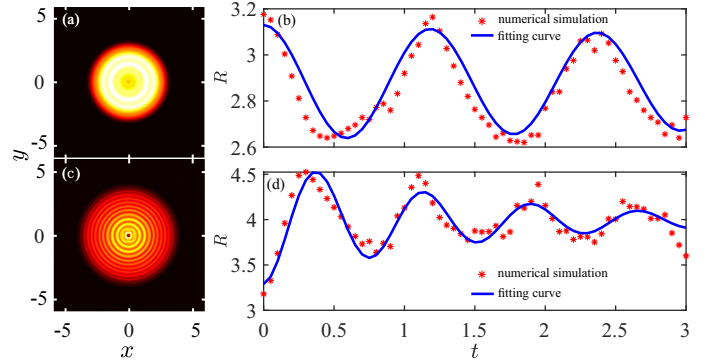 (a)
5
0
-5
y
(c)
5
0
-5
-5 0 5
x
(b)
3.2
3
2.8
2.6
R
numerical simulation
fitting curve
(d)
4.5
4
3.5
3
R
numerical simulation
fitting curve
0 0.5 1 1.5 2 2.5 3
t